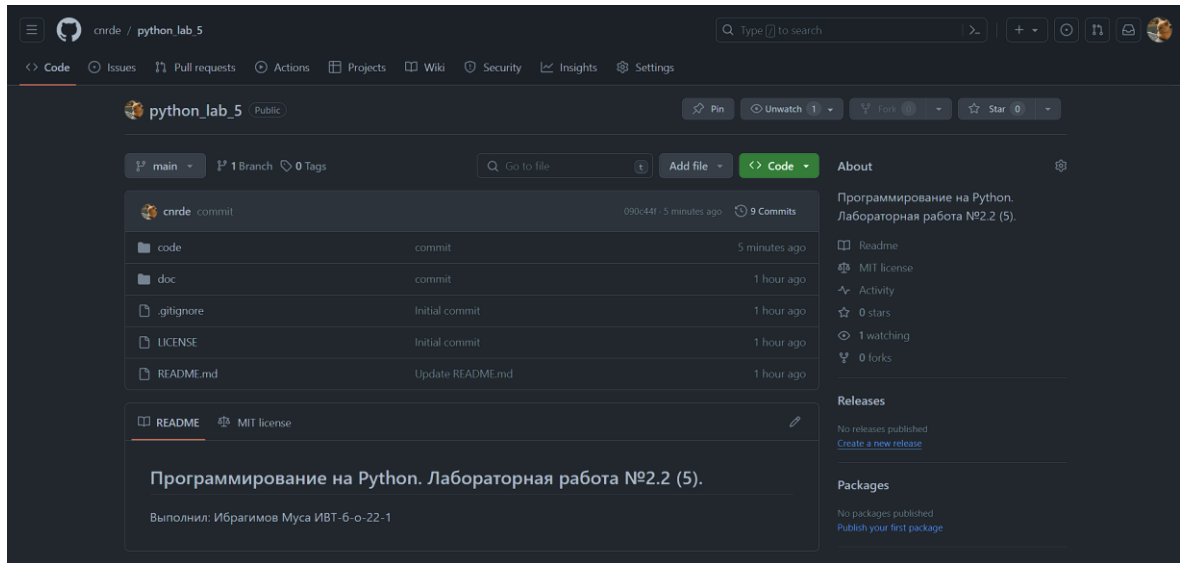 cnrde / python_lab_5
Type / to search
Code Issues Pull requests Actions Projects Wiki Security Insights Settings
python_lab_5 Public
Pin Unwatch 1 Fork 0 Star 0
main 1 Branch 0 Tags
Go to file t Add file Code
cnrde commit 090c44f · 5 minutes ago 9 Commits
code commit 5 minutes ago
doc commit 1 hour ago
.gitignore Initial commit 1 hour ago
LICENSE Initial commit 1 hour ago
README.md Update README.md 1 hour ago
README MIT license
Программирование на Python. Лабораторная работа №2.2 (5).
Выполнил: Ибрагимов Муса ИВТ-б-о-22-1
About
Программирование на Python.
Лабораторная работа №2.2 (5).
Readme
MIT license
Activity
0 stars
1 watching
0 forks
Releases
No releases published
Create a new release
Packages
No packages published
Publish your first package